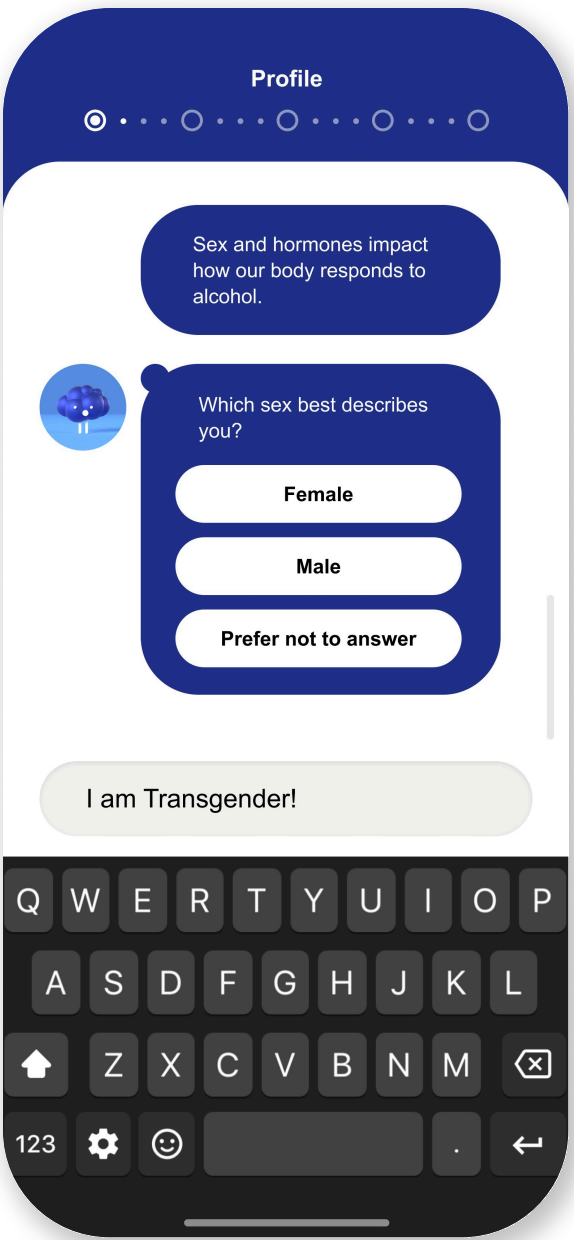 Profile
Sex and hormones impact
how our body responds to
alcohol.
Which sex best describes
you?
Female
Male
Prefer not to answer
I am Transgender!
Q W E R T Y U I O P
A S D F G H J K L
Z X C V B N M
123 .